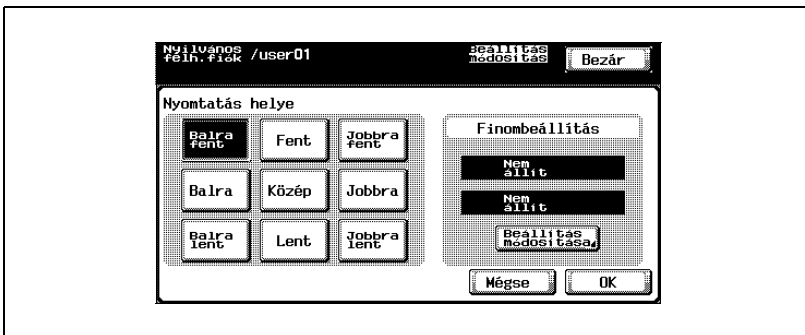 Nyilvános
felh.fiók /user01
Beállítás
módosítás
Bezár
Nyomtatás helye
Balra
fent
Fent
Jobbra
fent
Balra
Közép
Jobbra
Balra
lent
Lent
Jobbra
lent
Finombeállítás
Nem
állít
Nem
állít
Beállítás
módosítása
Mégse
OK